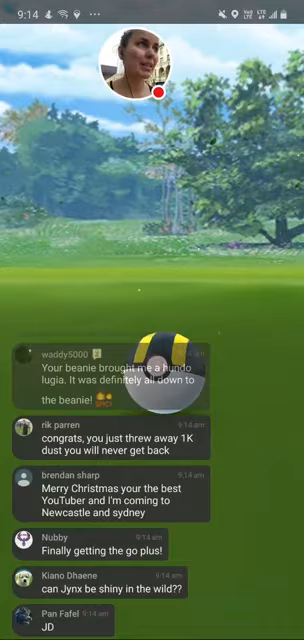 9:14
waddy5000 9:14 am
Your beanie brought me a hundo
lugia. It was definitely all down to
the beanie!
rik parren 9:14 am
congrats, you just threw away 1K
dust you will never get back
brendan sharp 9:14 am
Merry Christmas your the best
YouTuber and I'm coming to
Newcastle and sydney
Nubby 9:14 am
Finally getting the go plus!
Kiano Dhaene 9:14 am
can Jynx be shiny in the wild??
Pan Fafel 9:14 am
JD